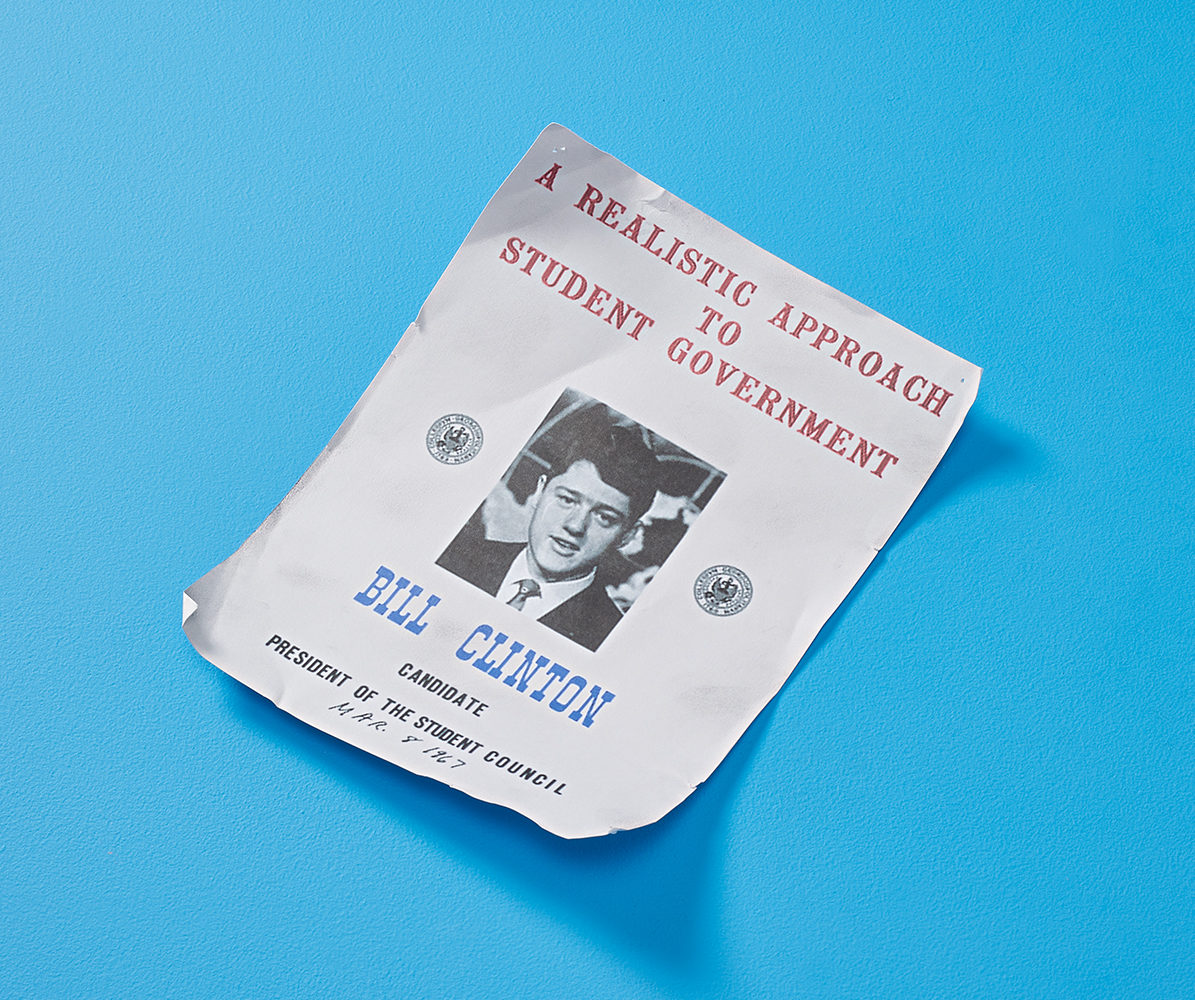 A REALISTIC APPROACH
TO
STUDENT GOVERNMENT
BILL CLINTON
CANDIDATE
PRESIDENT OF THE STUDENT COUNCIL
MAR. 8 1967